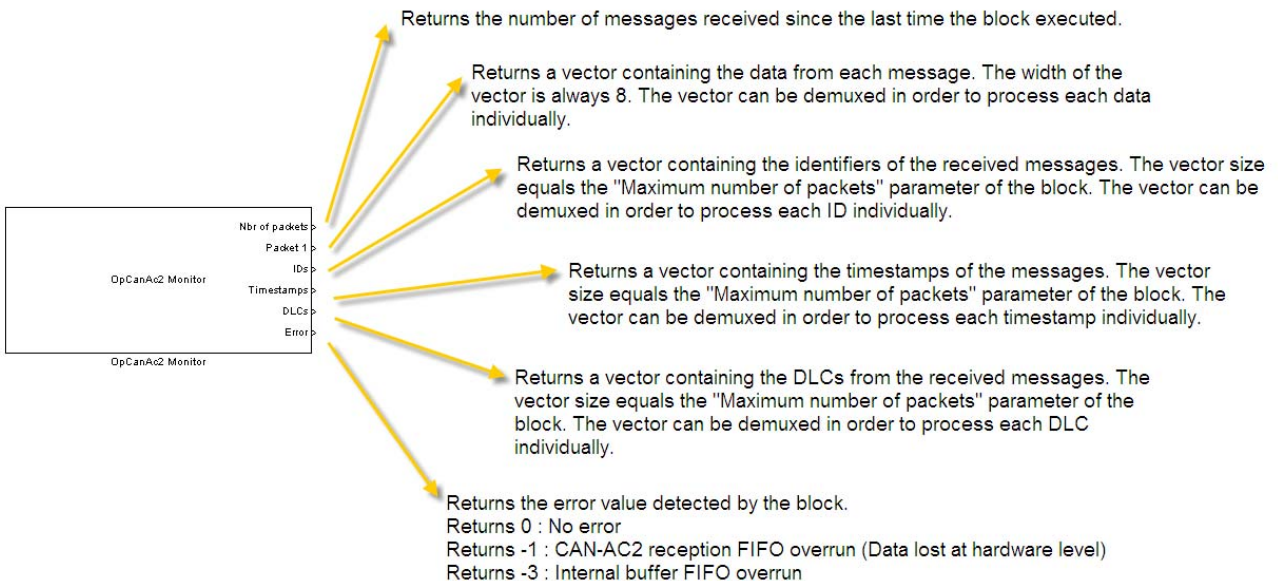 Returns the number of messages received since the last time the block executed.
Returns a vector containing the data from each message. The width of the
vector is always 8. The vector can be demuxed in order to process each data
individually.
Returns a vector containing the identifiers of the received messages. The vector size
equals the "Maximum number of packets" parameter of the block. The vector can be
demuxed in order to process each ID individually.
Nbr of packets
Packet 1
IDs
Timestamps
DLCs
Error
OpCanAc2 Monitor
OpCanAc2 Monitor
Returns a vector containing the timestamps of the messages. The vector
size equals the "Maximum number of packets" parameter of the block. The
vector can be demuxed in order to process each timestamp individually.
Returns a vector containing the DLCs from the received messages. The
vector size equals the "Maximum number of packets" parameter of the
block. The vector can be demuxed in order to process each DLC
individually.
Returns the error value detected by the block.
Returns 0 : No error
Returns -1 : CAN-AC2 reception FIFO overrun (Data lost at hardware level)
Returns -3 : Internal buffer FIFO overrun